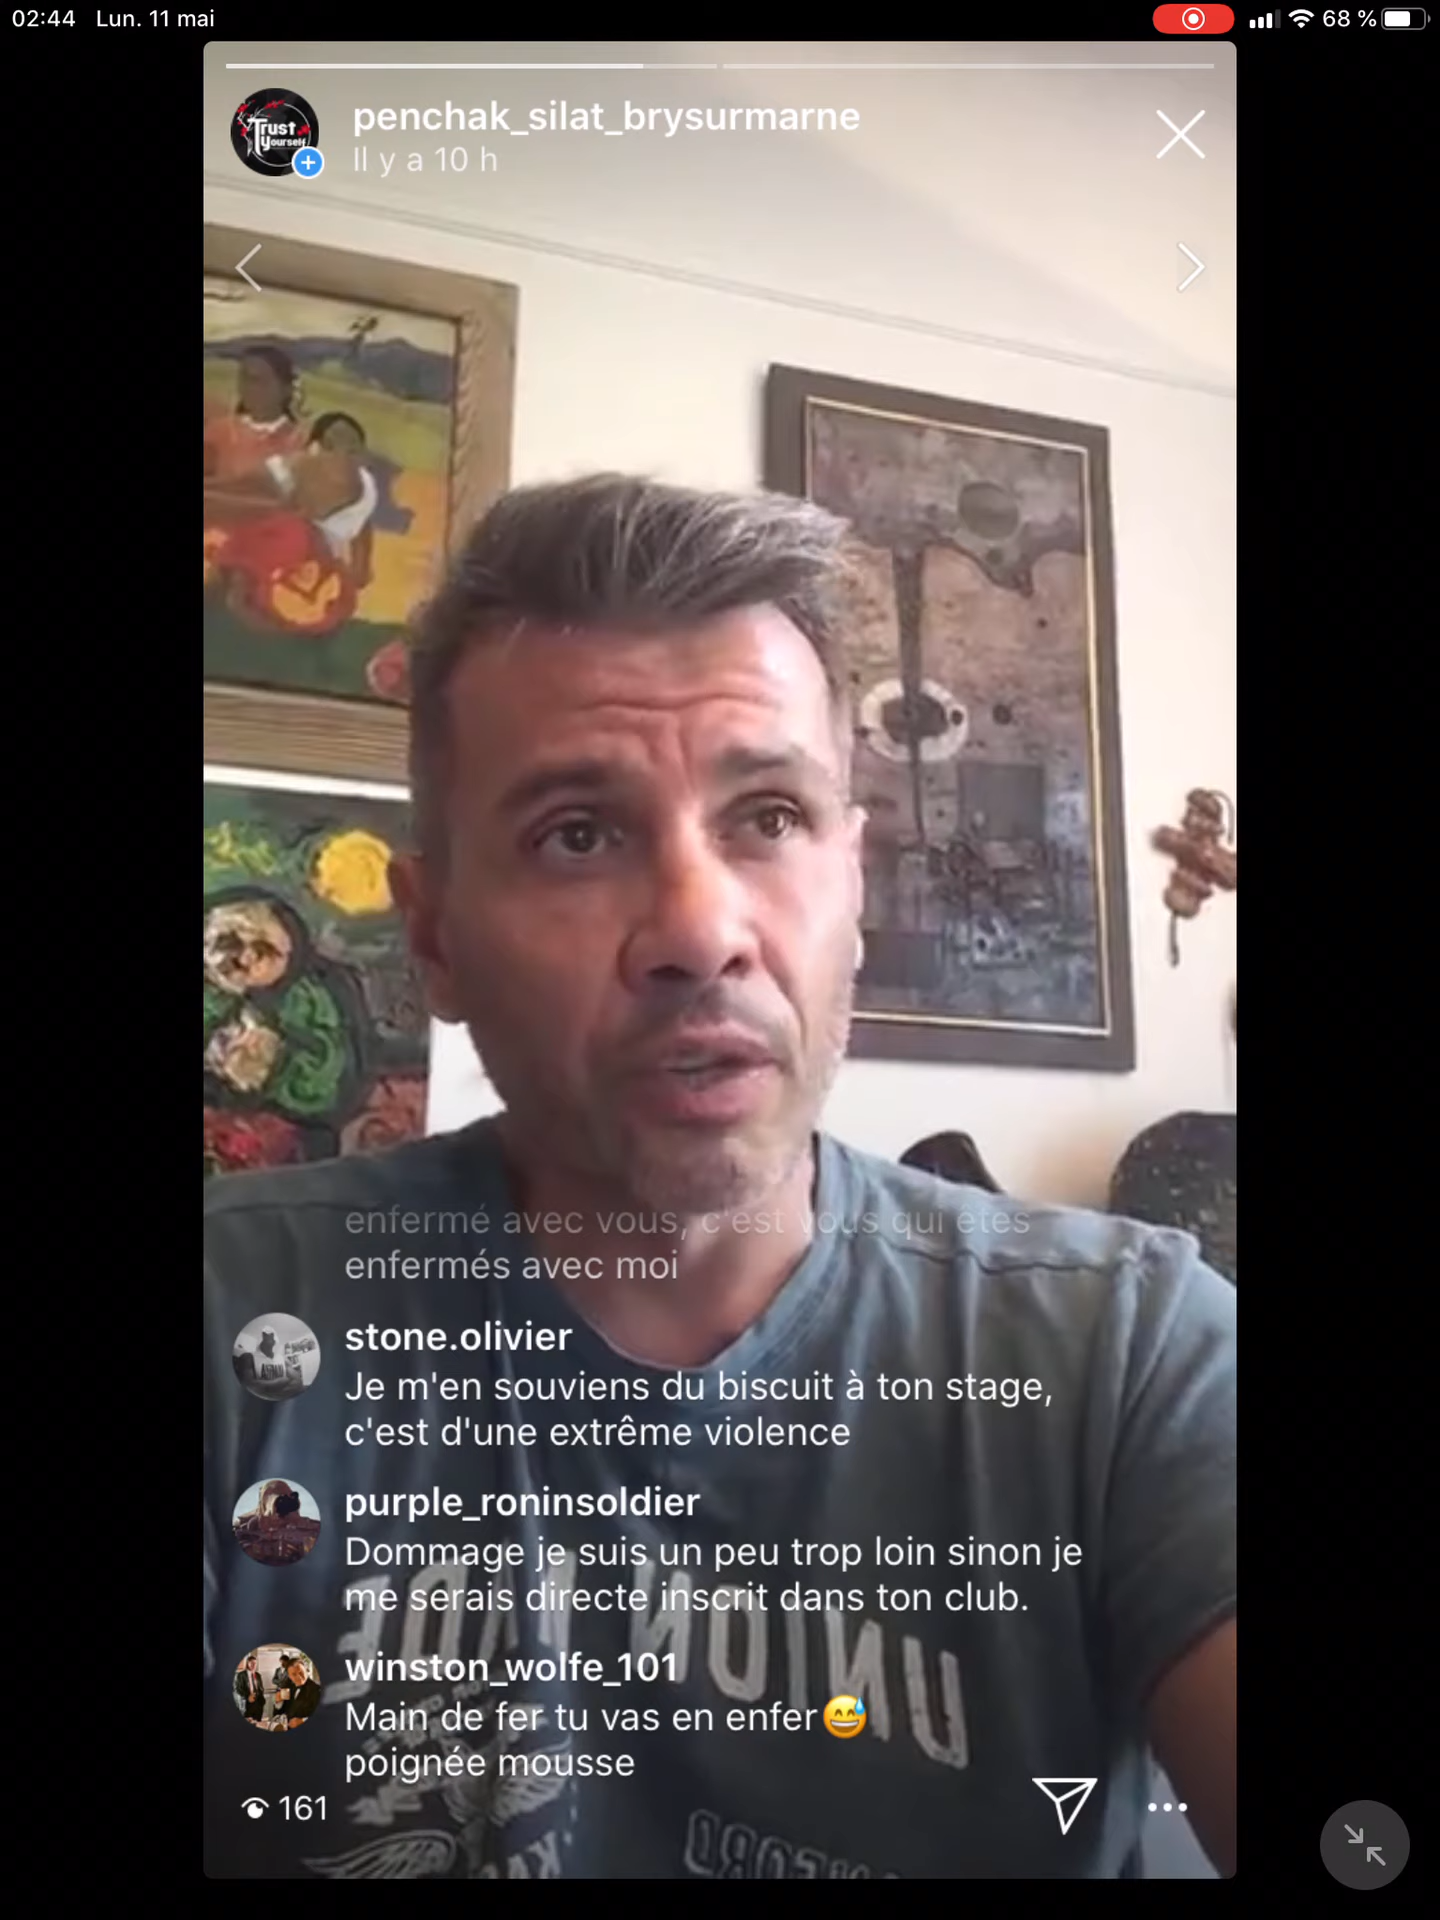 02:44 Lun. 11 mai 68 %
Trust
Yourself
penchak_silat_brysurmarne
Il y a 10 h
enfermé avec vous, c'est vous qui êtes
enfermés avec moi
stone.olivier
Je m'en souviens du biscuit à ton stage,
c'est d'une extrême violence
purple_roninsoldier
Dommage je suis un peu trop loin sinon je
me serais directe inscrit dans ton club.
UNION
winston_wolfe_101
Main de fer tu vas en enfer😅
poignée mousse
161